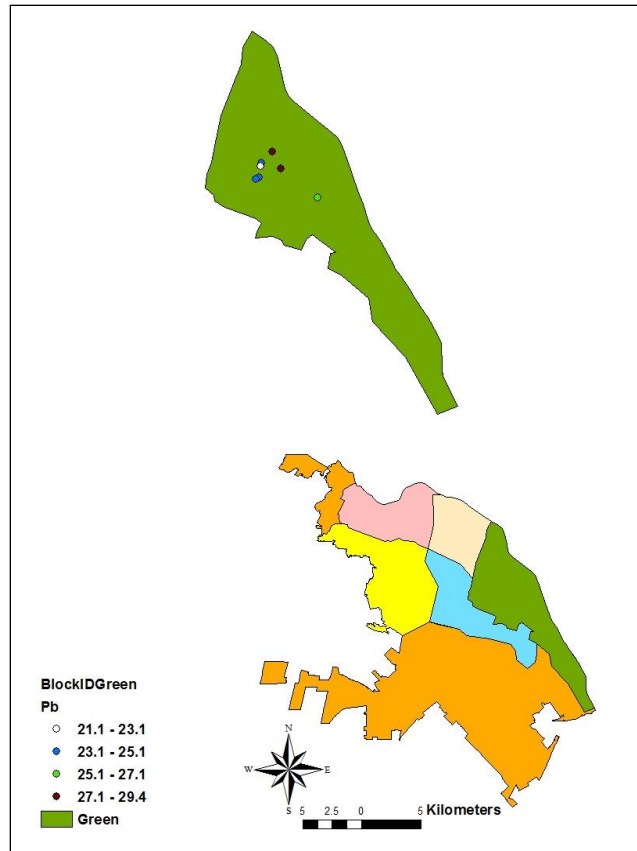 BlockIDGreen
Pb
21.1 - 23.1
23.1 - 25.1
25.1 - 27.1
27.1 - 29.4
Green
N
W E
S
5 2.5 0 5 Kilometers